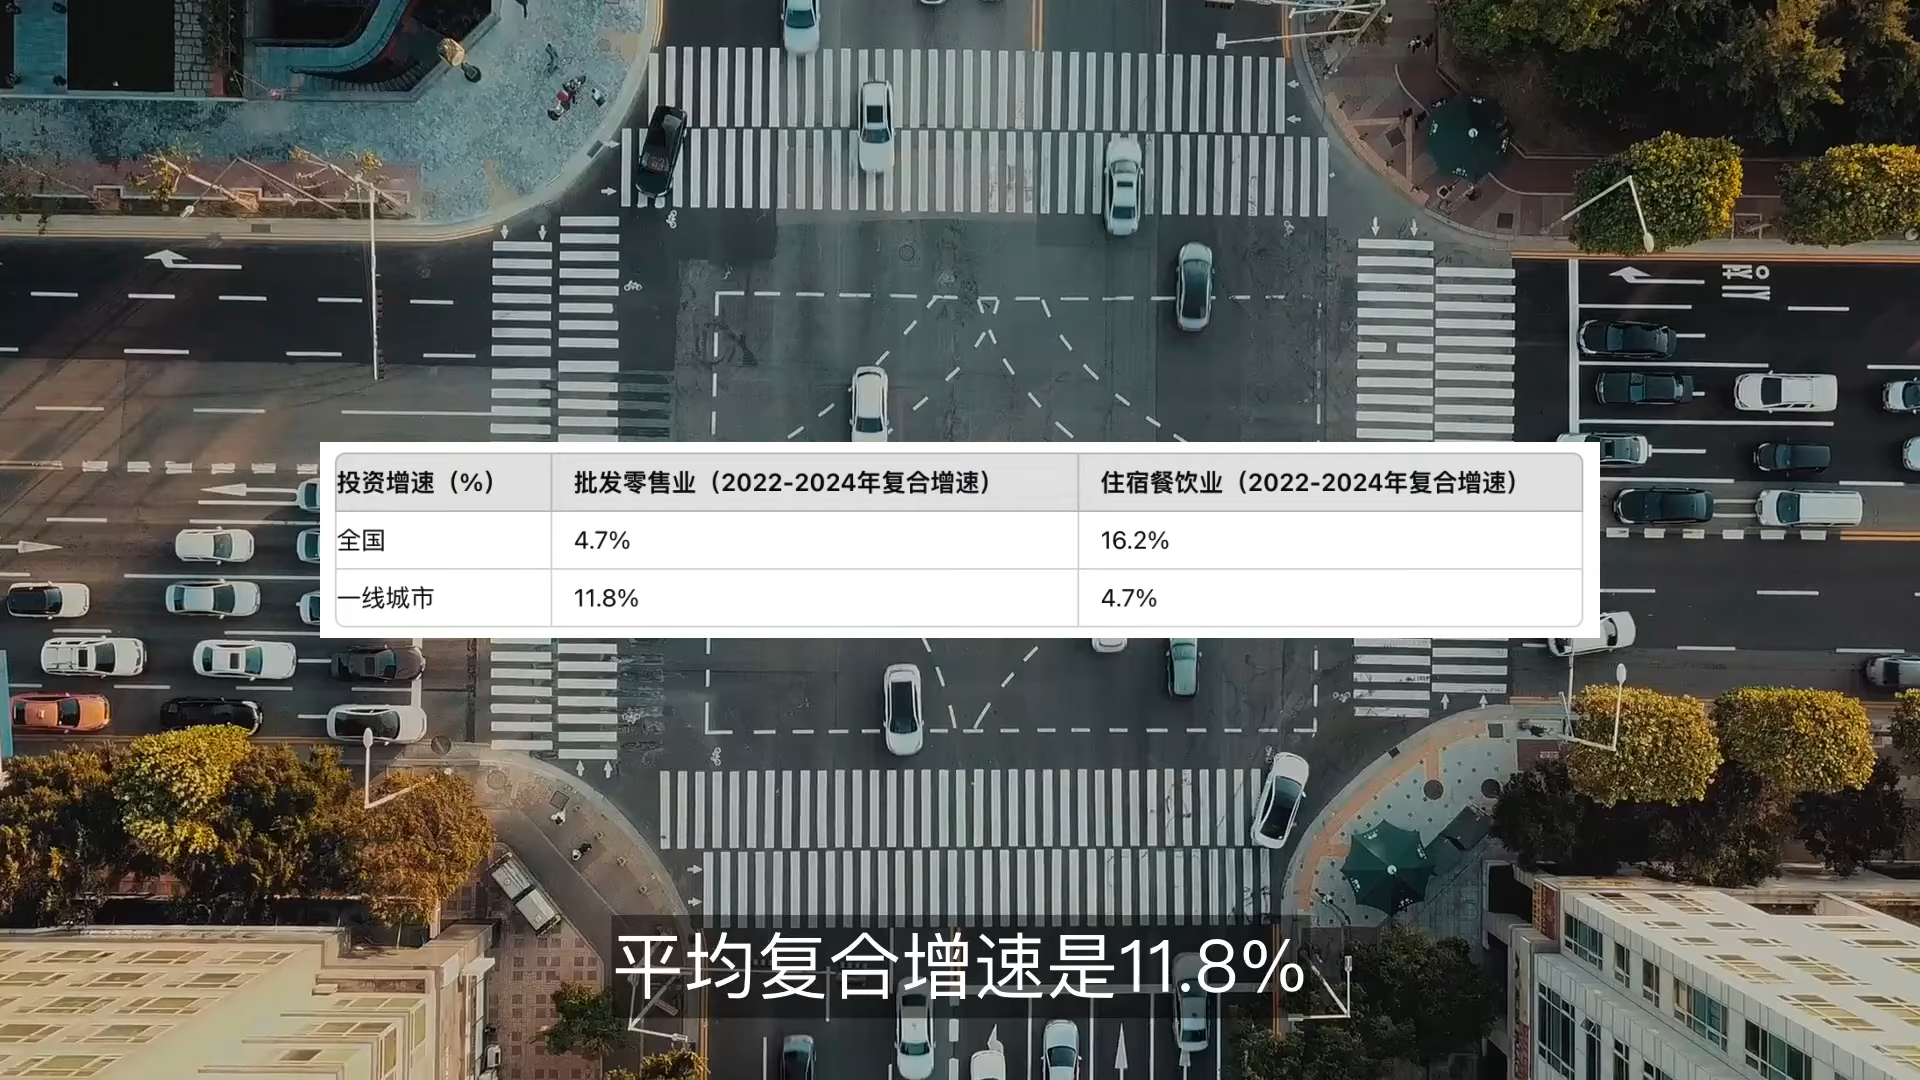 投资增速（%） 批发零售业（2022-2024年复合增速） 住宿餐饮业（2022-2024年复合增速）
全国 4.7% 16.2%
一线城市 11.8% 4.7%
平均复合增速是11.8%